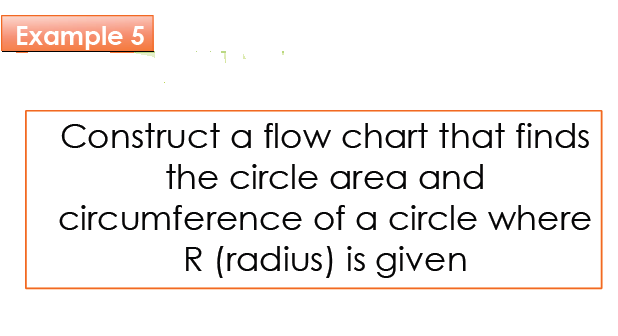 Example 5
Construct a flow chart that finds
the circle area and
circumference of a circle where
R (radius) is given